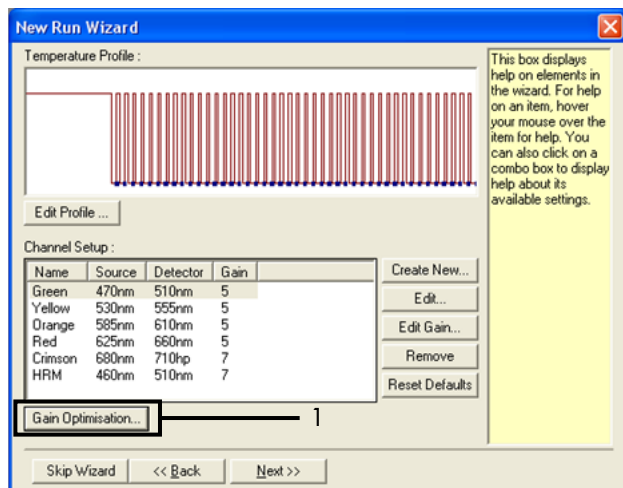 New Run Wizard
Temperature Profile :
Edit Profile ...
Channel Setup :
Name Source Detector Gain
Green 470nm 510nm 5
Yellow 530nm 555nm 5
Orange 585nm 610nm 5
Red 625nm 660nm 5
Crimson 680nm 710hp 7
HRM 460nm 510nm 7
Create New...
Edit...
Edit Gain...
Remove
Reset Defaults
Gain Optimisation...
1
Skip Wizard
<< Back
Next >>
This box displays
help on elements in
the wizard. For help
on an item, hover
your mouse over the
item for help. You
can also click on a
combo box to display
help about its
available settings.